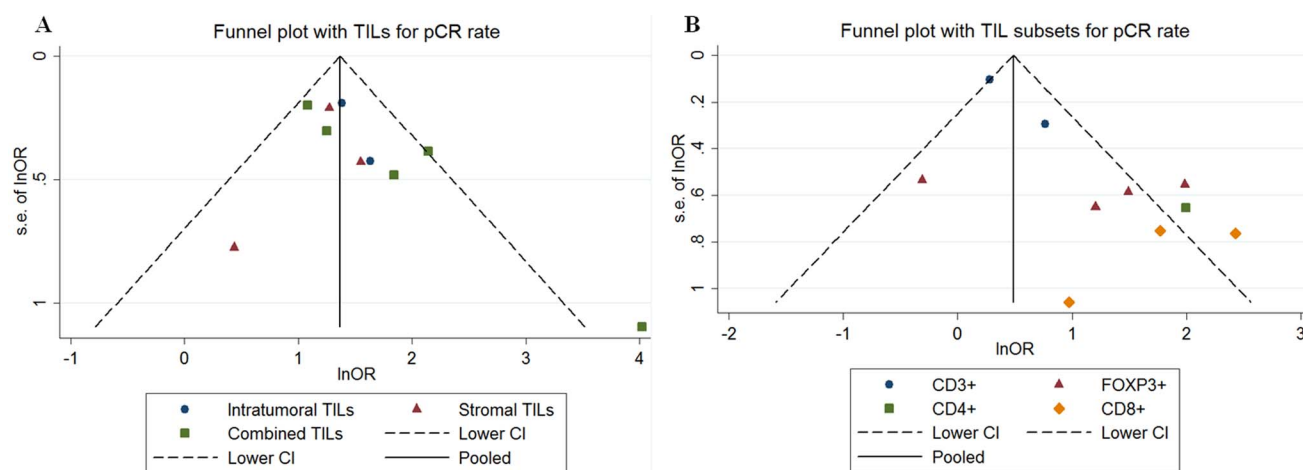 A
Funnel plot with TILs for pCR rate
0
.5
1
s.e. of lnOR
-1 0 1 2 3 4
lnOR
Intratumoral TILs Stromal TILs
Combined TILs Lower CI
Lower CI Pooled
B
Funnel plot with TIL subsets for pCR rate
0
.2
.4
.6
.8
1
s.e. of lnOR
-2 -1 0 1 2 3
lnOR
CD3+ FOXP3+
CD4+ CD8+
Lower CI Lower CI
Pooled